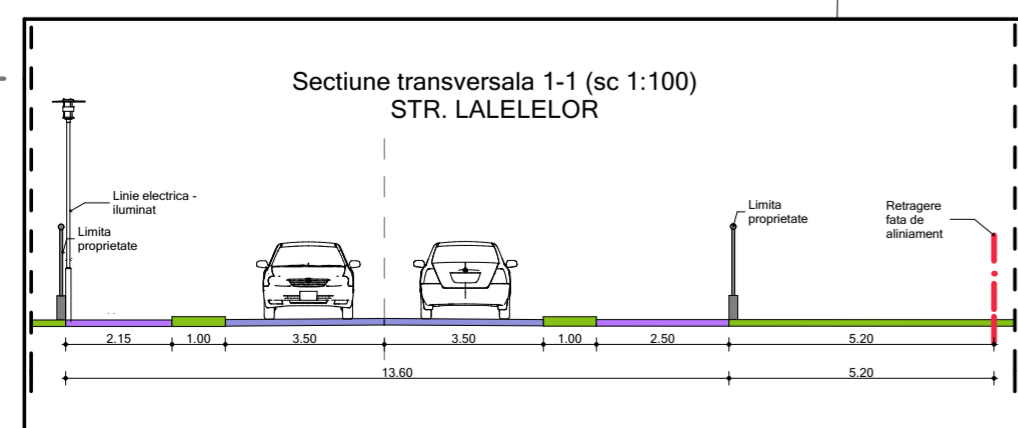 Sectiune transversala 1-1 (sc 1:100)
STR. LALELELOR
Linie electrica -
iluminat
Limita
proprietate
Limita
proprietate
Retragere
fata de
aliniament
2.15 1.00 3.50 3.50 1.00 2.50 5.20
13.60 5.20